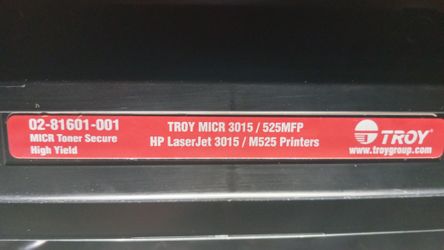 02-81601-001
MICR Toner Secure
High Yield
TROY MICR 3015 / 525MFP
HP LaserJet 3015 / M525 Printers
TROY
www.troygroup.com